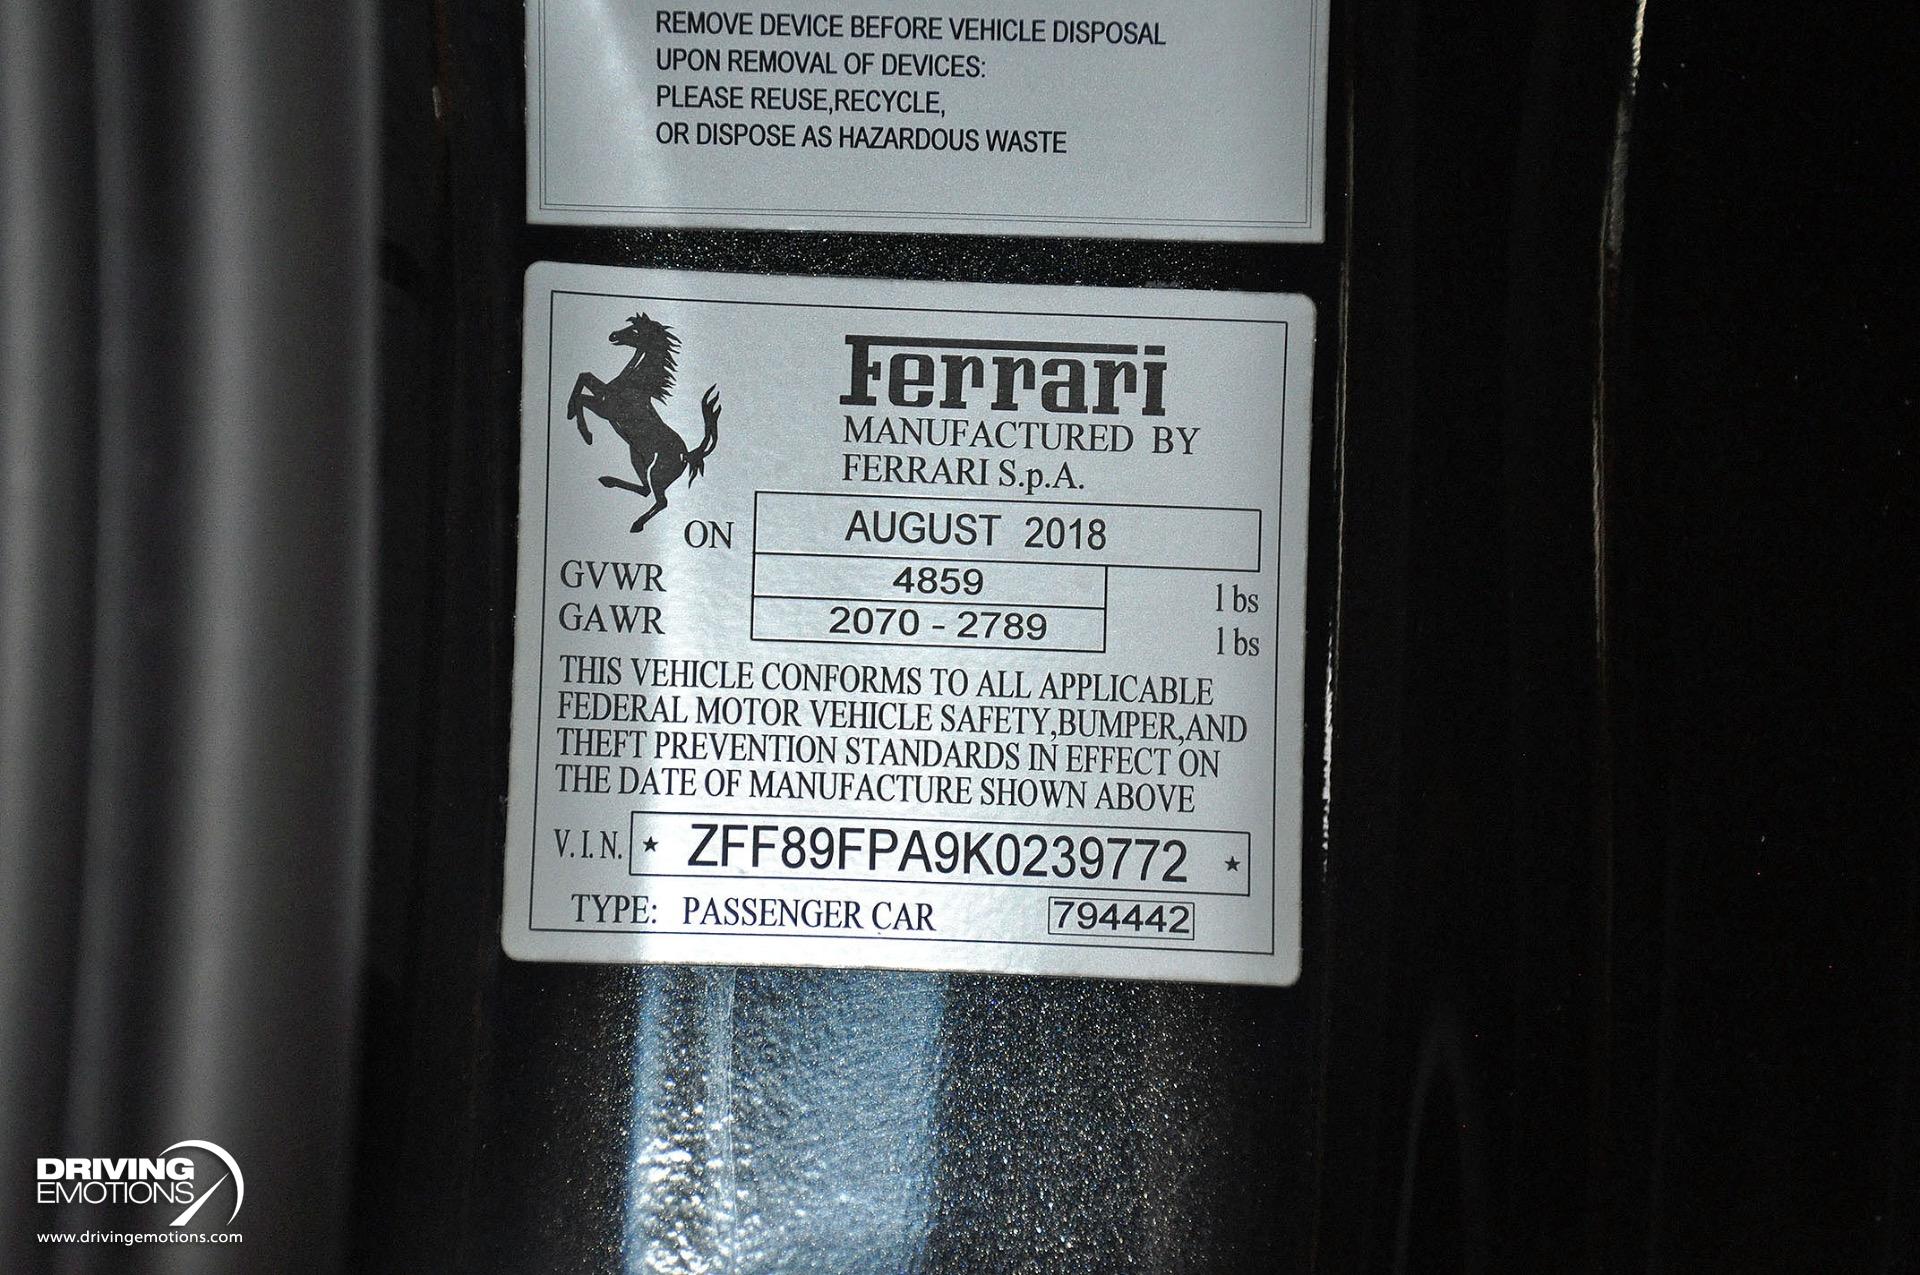 REMOVE DEVICE BEFORE VEHICLE DISPOSAL
UPON REMOVAL OF DEVICES:
PLEASE REUSE,RECYCLE,
OR DISPOSE AS HAZARDOUS WASTE
Ferrari
MANUFACTURED BY
FERRARI S.p.A.
ON AUGUST 2018
GVWR 4859 lbs
GAWR 2070 - 2789 lbs
THIS VEHICLE CONFORMS TO ALL APPLICABLE
FEDERAL MOTOR VEHICLE SAFETY,BUMPER,AND
THEFT PREVENTION STANDARDS IN EFFECT ON
THE DATE OF MANUFACTURE SHOWN ABOVE
V.I.N. ★ ZFF89FPA9K0239772 ★
TYPE: PASSENGER CAR 794442
DRIVING
EMOTIONS
www.drivingemotions.com